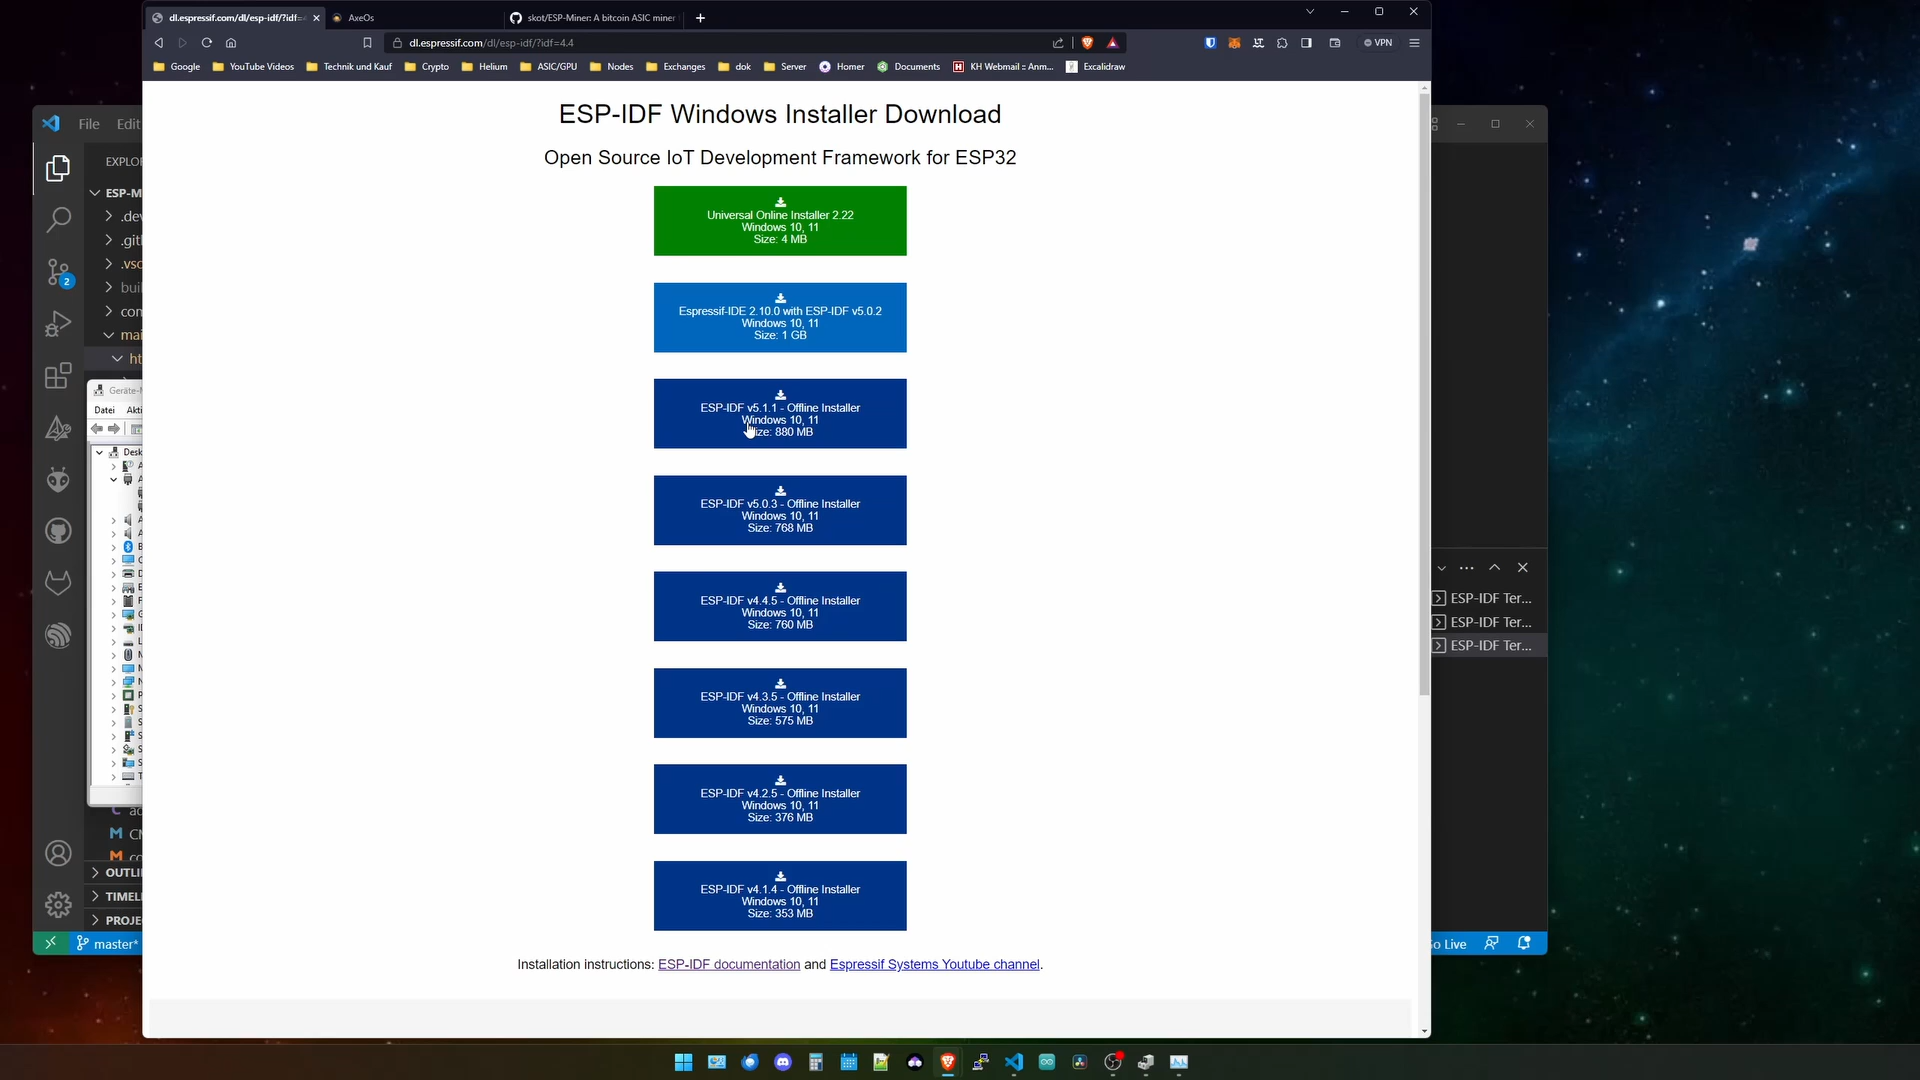 dl.espressif.com/dl/esp-idf/?idf=
AxeOs
skot/ESP-Miner: A bitcoin ASIC miner
dl.espressif.com/dl/esp-idf/?idf=4.4
VPN
Google
YouTube Videos
Technik und Kauf
Crypto
Helium
ASIC/GPU
Nodes
Exchanges
dok
Server
Homer
Documents
KH Webmail :: Anm...
Excalidraw
ESP-IDF Windows Installer Download
Open Source IoT Development Framework for ESP32
Universal Online Installer 2.22
Windows 10, 11
Size: 4 MB
Espressif-IDE 2.10.0 with ESP-IDF v5.0.2
Windows 10, 11
Size: 1 GB
ESP-IDF v5.1.1 - Offline Installer
Windows 10, 11
Size: 880 MB
ESP-IDF v5.0.3 - Offline Installer
Windows 10, 11
Size: 768 MB
ESP-IDF v4.4.5 - Offline Installer
Windows 10, 11
Size: 760 MB
ESP-IDF v4.3.5 - Offline Installer
Windows 10, 11
Size: 575 MB
ESP-IDF v4.2.5 - Offline Installer
Windows 10, 11
Size: 376 MB
ESP-IDF v4.1.4 - Offline Installer
Windows 10, 11
Size: 353 MB
Installation instructions: ESP-IDF documentation and Espressif Systems Youtube channel.
File Edit
EXPLO
ESP-M
.de
.git
.vsc
bui
con
mai
ht
Geräte-M
Datei Akti
Desk
CM
co
OUTLI
TIMEL
PROJE
master*
2
ESP-IDF Ter...
ESP-IDF Ter...
ESP-IDF Ter...
Go Live